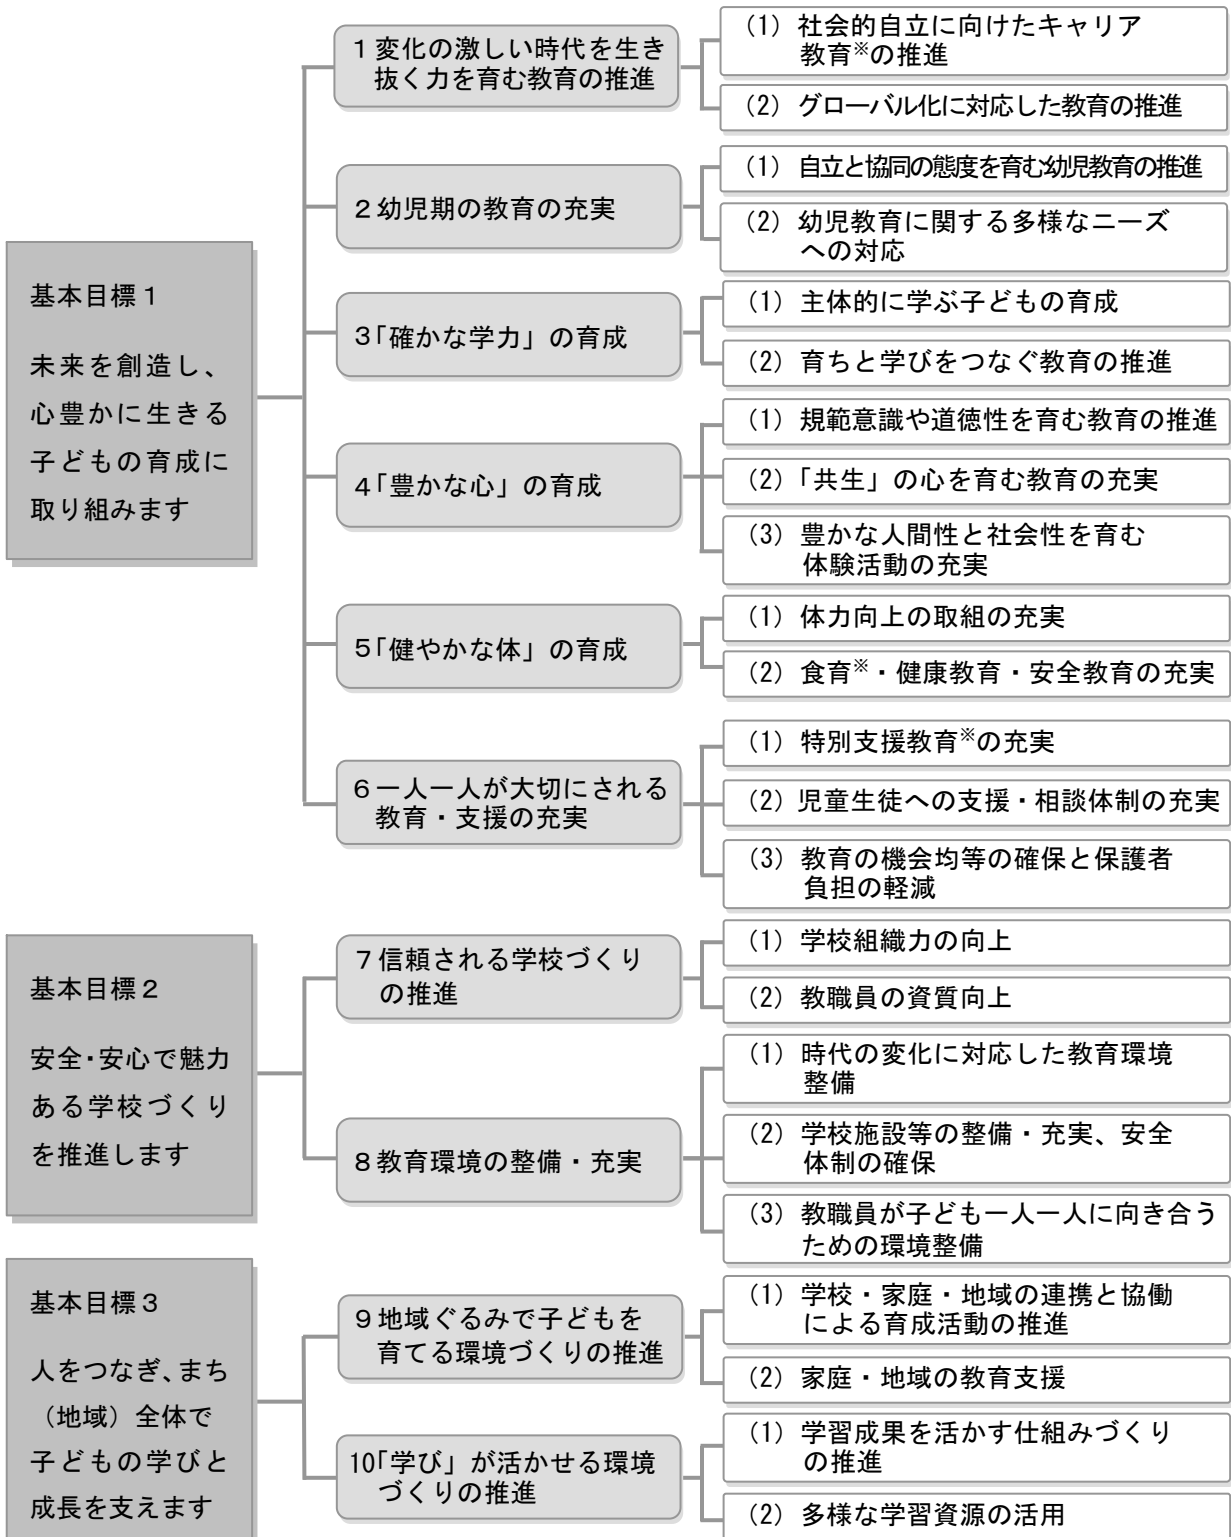 基本目標１
未来を創造し、
心豊かに生きる
子どもの育成に
取り組みます
１変化の激しい時代を生き
抜く力を育む教育の推進
（1）社会的自立に向けたキャリア
教育※の推進
（2）グローバル化に対応した教育の推進
２幼児期の教育の充実
（1）自立と協同の態度を育む幼児教育の推進
（2）幼児教育に関する多様なニーズ
への対応
３「確かな学力」の育成
（1）主体的に学ぶ子どもの育成
（2）育ちと学びをつなぐ教育の推進
４「豊かな心」の育成
（1）規範意識や道徳性を育む教育の推進
（2）「共生」の心を育む教育の充実
（3）豊かな人間性と社会性を育む
体験活動の充実
５「健やかな体」の育成
（1）体力向上の取組の充実
（2）食育※・健康教育・安全教育の充実
６一人一人が大切にされる
教育・支援の充実
（1）特別支援教育※の充実
（2）児童生徒への支援・相談体制の充実
（3）教育の機会均等の確保と保護者
負担の軽減
基本目標２
安全・安心で魅力
ある学校づくり
を推進します
７信頼される学校づくり
の推進
（1）学校組織力の向上
（2）教職員の資質向上
８教育環境の整備・充実
（1）時代の変化に対応した教育環境
整備
（2）学校施設等の整備・充実、安全
体制の確保
（3）教職員が子ども一人一人に向き合う
ための環境整備
基本目標３
人をつなぎ、まち
（地域）全体で
子どもの学びと
成長を支えます
９地域ぐるみで子どもを
育てる環境づくりの推進
（1）学校・家庭・地域の連携と協働
による育成活動の推進
（2）家庭・地域の教育支援
10「学び」が活かせる環境
づくりの推進
（1）学習成果を活かす仕組みづくり
の推進
（2）多様な学習資源の活用